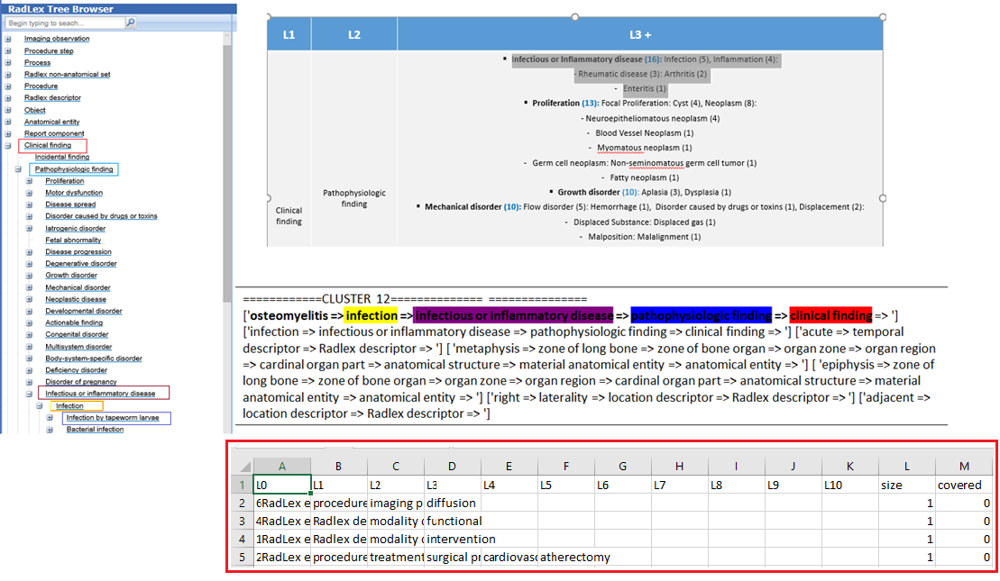 RadLex Tree Browser
Begin typing to seach...
Imaging observation
Procedure step
Process
Radlex non-anatomical set
Procedure
Radlex descriptor
Object
Anatomical entity
Report component
Clinical finding
Incidental finding
Pathophysiologic finding
Proliferation
Motor dysfunction
Disease spread
Disorder caused by drugs or toxins
Iatrogenic disorder
Fetal abnormality
Disease progression
Degenerative disorder
Growth disorder
Mechanical disorder
Neoplastic disease
Developmental disorder
Actionable finding
Congenital disorder
Multisystem disorder
Body-system-specific disorder
Deficiency disorder
Disorder of pregnancy
Infectious or inflammatory disease
Infection
Infection by tapeworm larvae
Bacterial infection
L1 L2 L3 +
▪ Infectious or Inflammatory disease (16): Infection (5), Inflammation (4):
- Rheumatic disease (3): Arthritis (2)
- Enteritis (1)
▪ Proliferation (13): Focal Proliferation: Cyst (4), Neoplasm (8):
- Neuroepitheliomatous neoplasm (4)
- Blood Vessel Neoplasm (1)
- Myomatous neoplasm (1)
- Germ cell neoplasm: Non-seminomatous germ cell tumor (1)
- Fatty neoplasm (1)
▪ Growth disorder (10): Aplasia (3), Dysplasia (1)
▪ Mechanical disorder (10): Flow disorder (5): Hemorrhage (1), Disorder caused by drugs or toxins (1), Displacement (2):
- Displaced Substance: Displaced gas (1)
- Malposition: Malalignment (1)
Clinical
finding
Pathophysiologic
finding
============CLUSTER 12============== ===============
['osteomyelitis => infection => infectious or inflammatory disease => pathophysiologic finding => clinical finding => ']
['infection => infectious or inflammatory disease => pathophysiologic finding => clinical finding => '] ['acute => temporal
descriptor => Radlex descriptor => '] [ 'metaphysis => zone of long bone => zone of bone organ => organ zone => organ region
=> cardinal organ part => anatomical structure => material anatomical entity => anatomical entity => '] [ 'epiphysis => zone of
long bone => zone of bone organ => organ zone => organ region => cardinal organ part => anatomical structure => material
anatomical entity => anatomical entity => '] ['right => laterality => location descriptor => Radlex descriptor => '] ['adjacent =>
location descriptor => Radlex descriptor => ']
A B C D E F G H I J K L M
1 L0 L1 L2 L3 L4 L5 L6 L7 L8 L9 L10 size covered
2 6RadLex e procedure imaging p diffusion 1 0
3 4RadLex e Radlex de modality c functional 1 0
4 1RadLex e Radlex de modality c intervention 1 0
5 2RadLex e procedure treatment surgical pr cardiovasc atherectomy 1 0